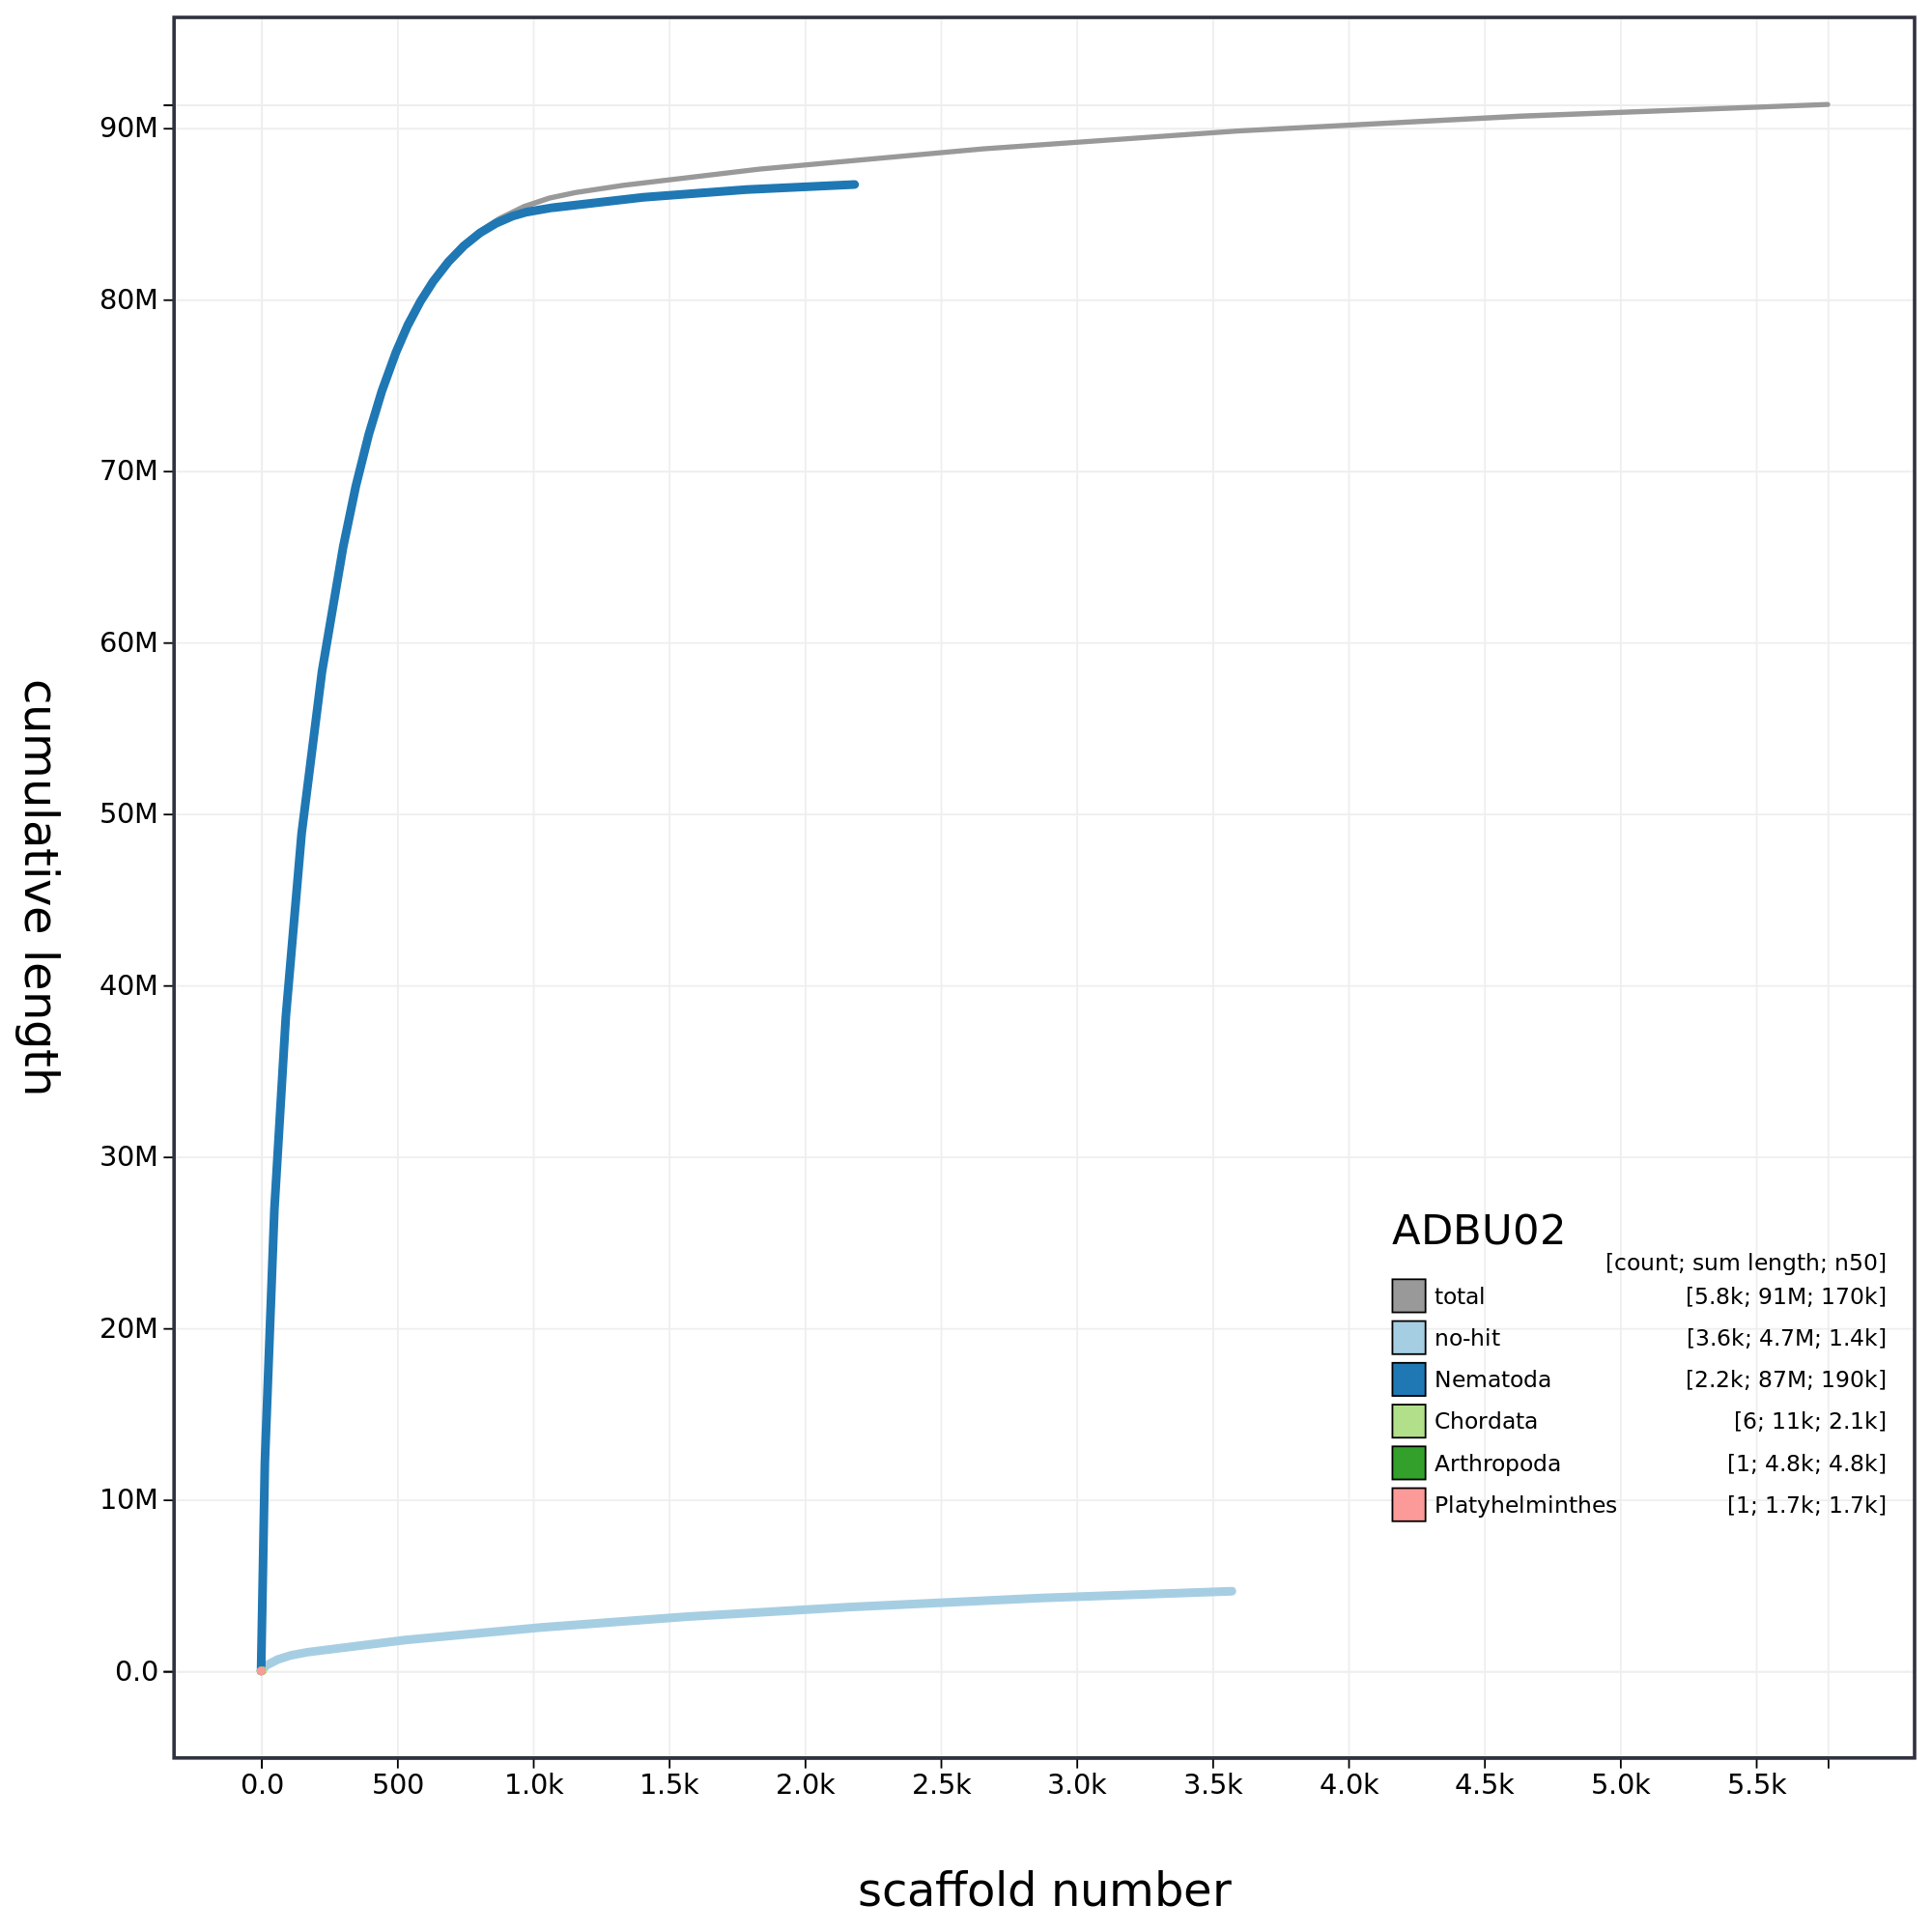 90M
80M
70M
60M
50M
40M
30M
20M
10M
0.0
cumulative length
ADBU02
[count; sum length; n50]
total [5.8k; 91M; 170k]
no-hit [3.6k; 4.7M; 1.4k]
Nematoda [2.2k; 87M; 190k]
Chordata [6; 11k; 2.1k]
Arthropoda [1; 4.8k; 4.8k]
Platyhelminthes [1; 1.7k; 1.7k]
0.0 500 1.0k 1.5k 2.0k 2.5k 3.0k 3.5k 4.0k 4.5k 5.0k 5.5k
scaffold number